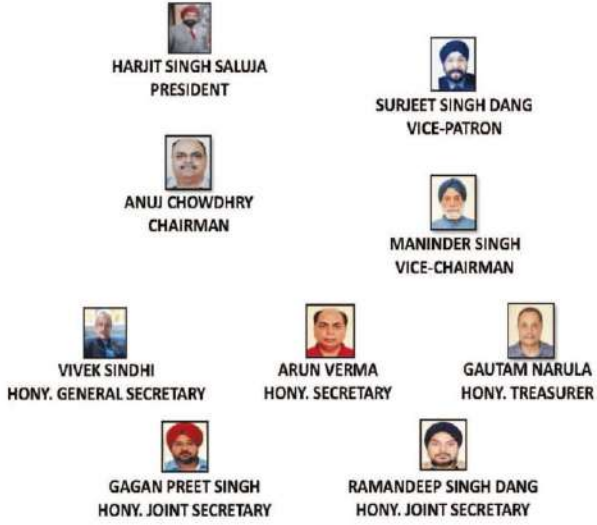 HARJIT SINGH SALUJA
PRESIDENT
SURJEET SINGH DANG
VICE-PATRON
ANUJ CHOWDHRY
CHAIRMAN
MANINDER SINGH
VICE-CHAIRMAN
VIVEK SINDHI
HONY. GENERAL SECRETARY
ARUN VERMA
HONY. SECRETARY
GAUTAM NARULA
HONY. TREASURER
GAGAN PREET SINGH
HONY. JOINT SECRETARY
RAMANDEEP SINGH DANG
HONY. JOINT SECRETARY